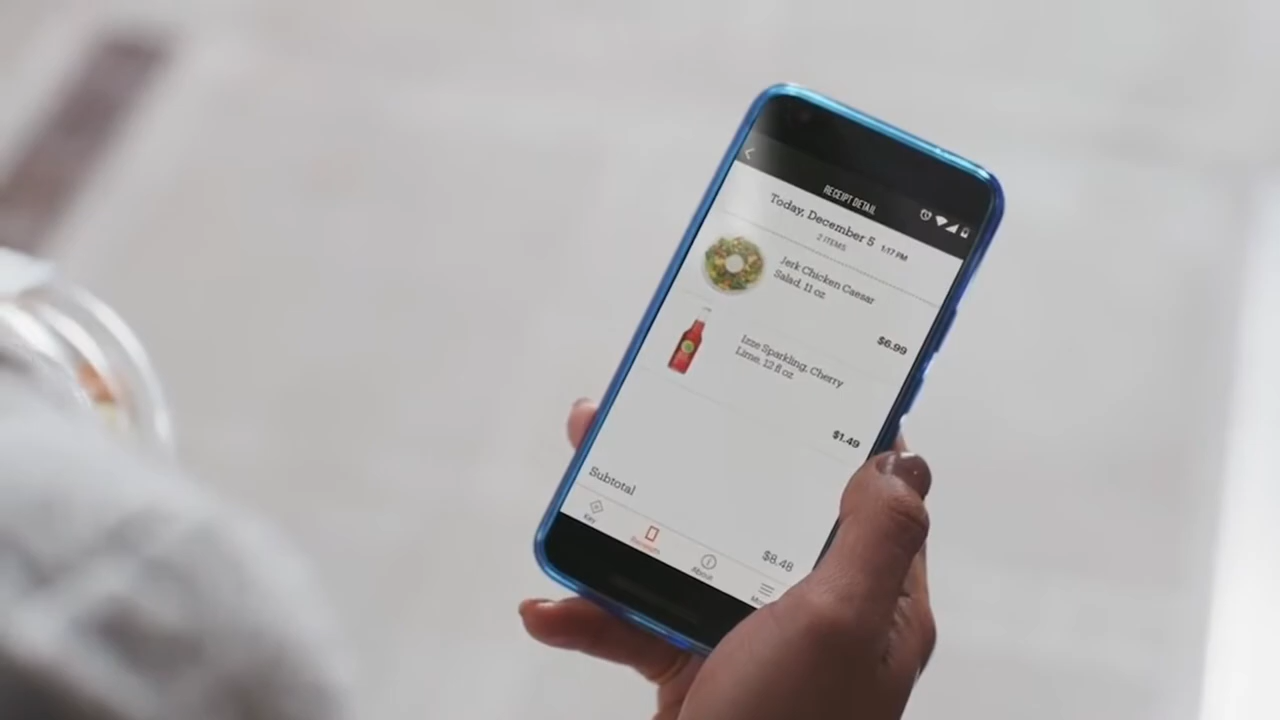 RECEIPT DETAIL
Today, December 5 1:17 PM
2 ITEMS
Jerk Chicken Caesar
Salad, 11 oz
$6.99
Izze Sparkling, Cherry
Lime, 12 fl oz
$1.49
Subtotal
$8.48
Key
Receipts
About